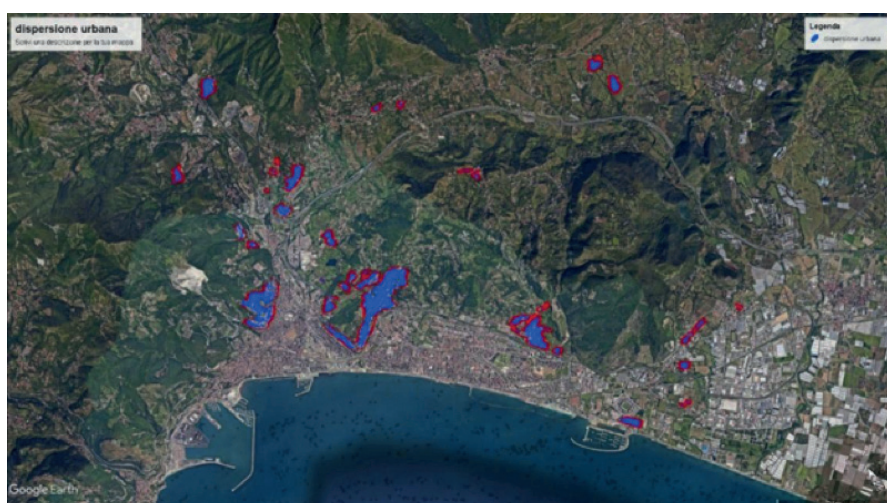 dispersione urbana
Scrivi una descrizione per la tua mappa.
Legenda
dispersione urbana
Google Earth